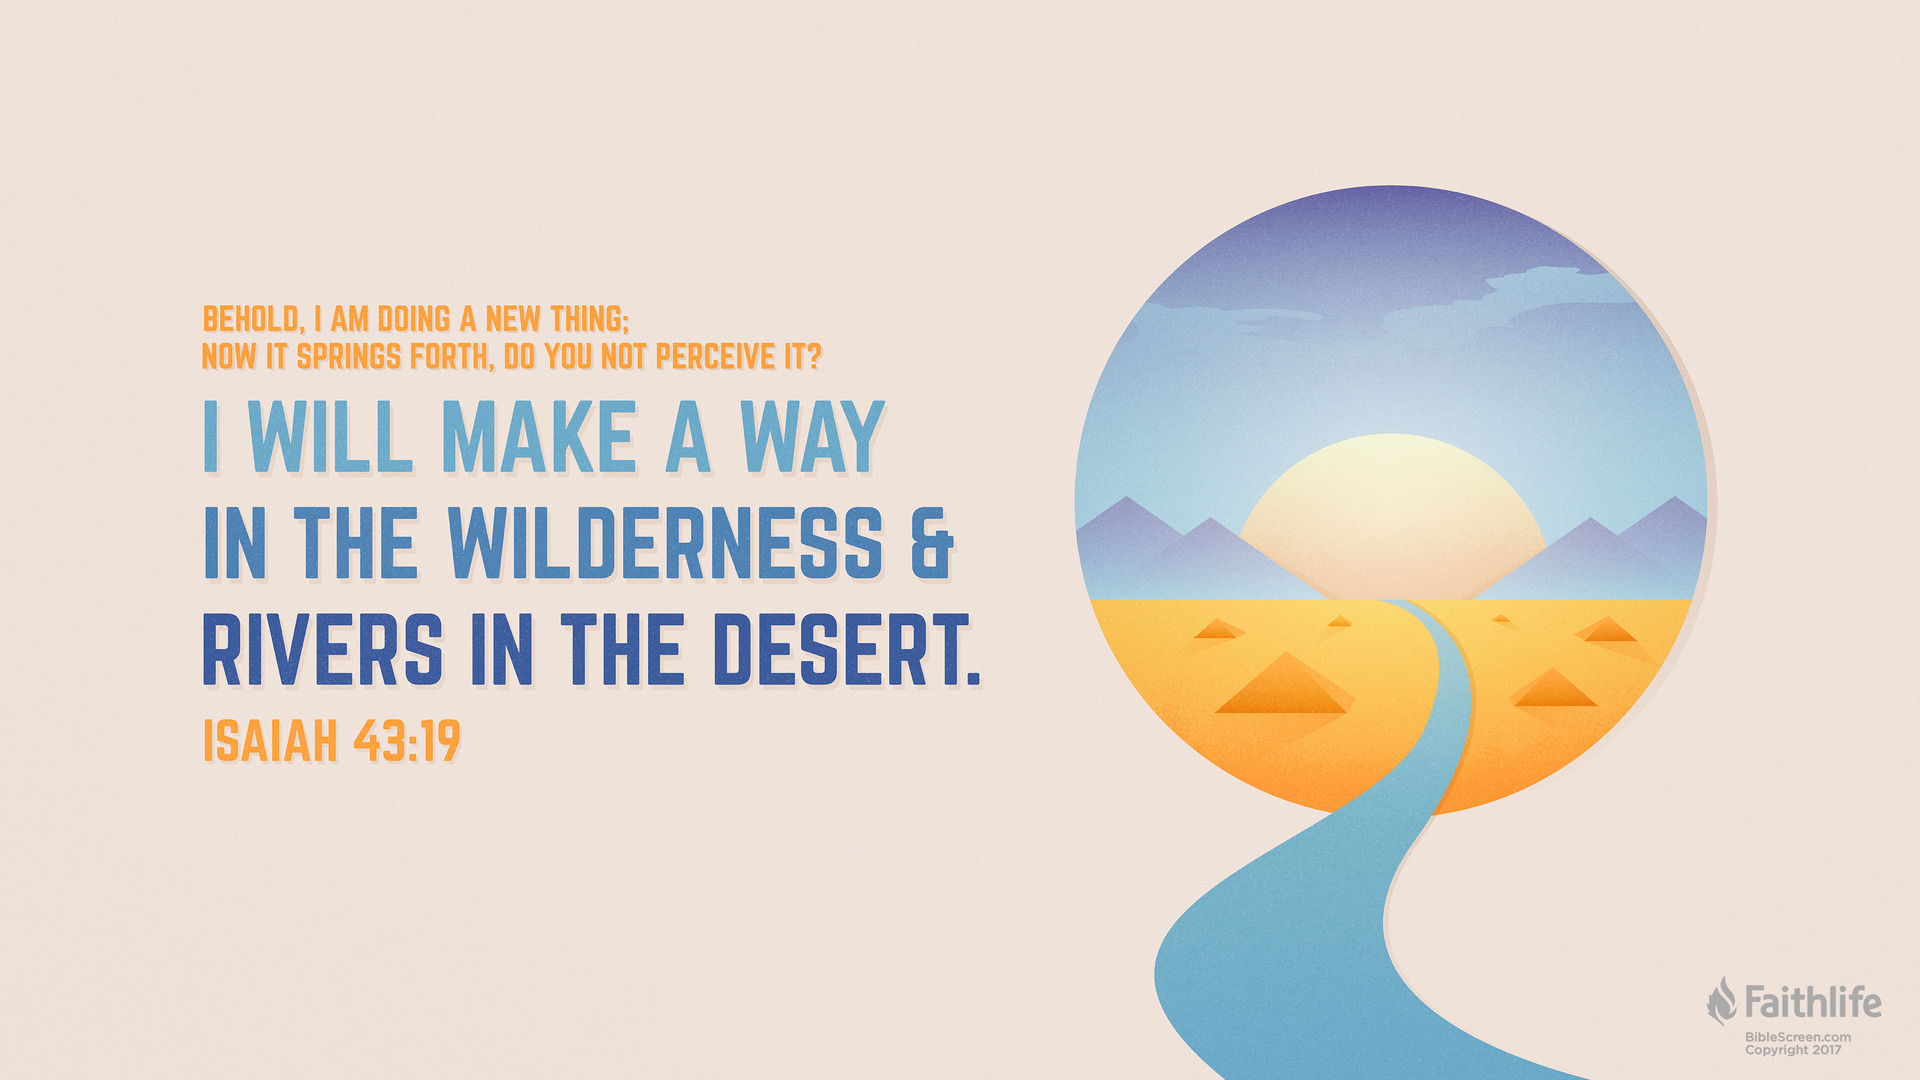 BEHOLD, I AM DOING A NEW THING;
NOW IT SPRINGS FORTH, DO YOU NOT PERCEIVE IT?
I WILL MAKE A WAY
IN THE WILDERNESS &
RIVERS IN THE DESERT.
ISAIAH 43:19
Faithlife
BibleScreen.com
Copyright 2017